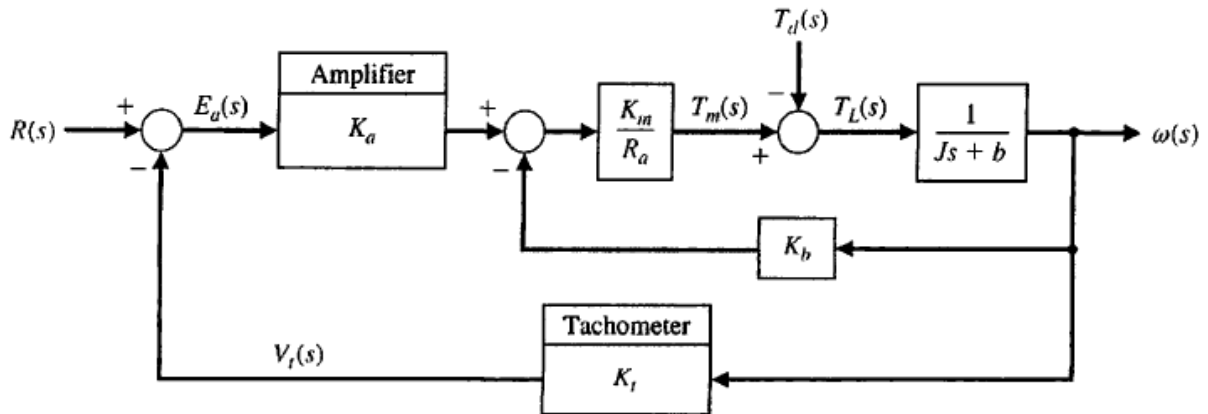 T_d(s)
Amplifier
R(s)
+
−
E_a(s)
K_a
+
−
K_m
R_a
T_m(s)
−
+
T_L(s)
1
Js + b
ω(s)
K_b
Tachometer
V_t(s)
K_t